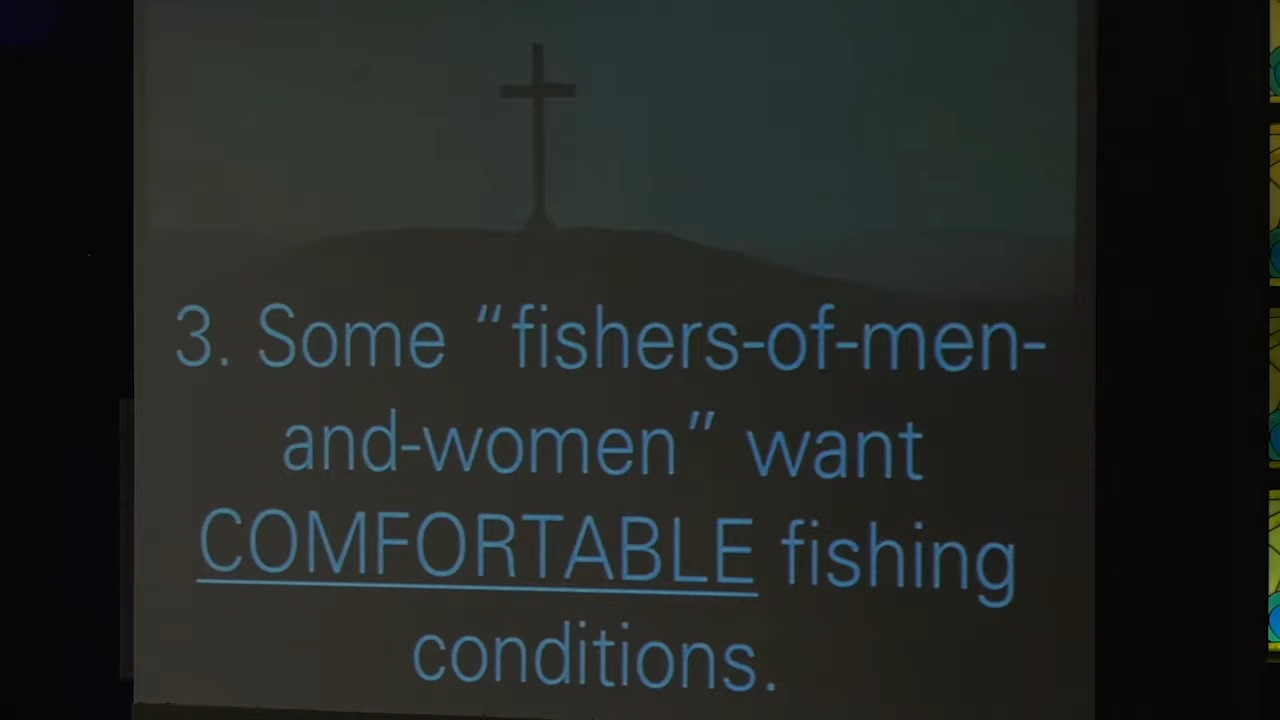 3. Some “fishers-of-men-
and-women” want
COMFORTABLE fishing
conditions.